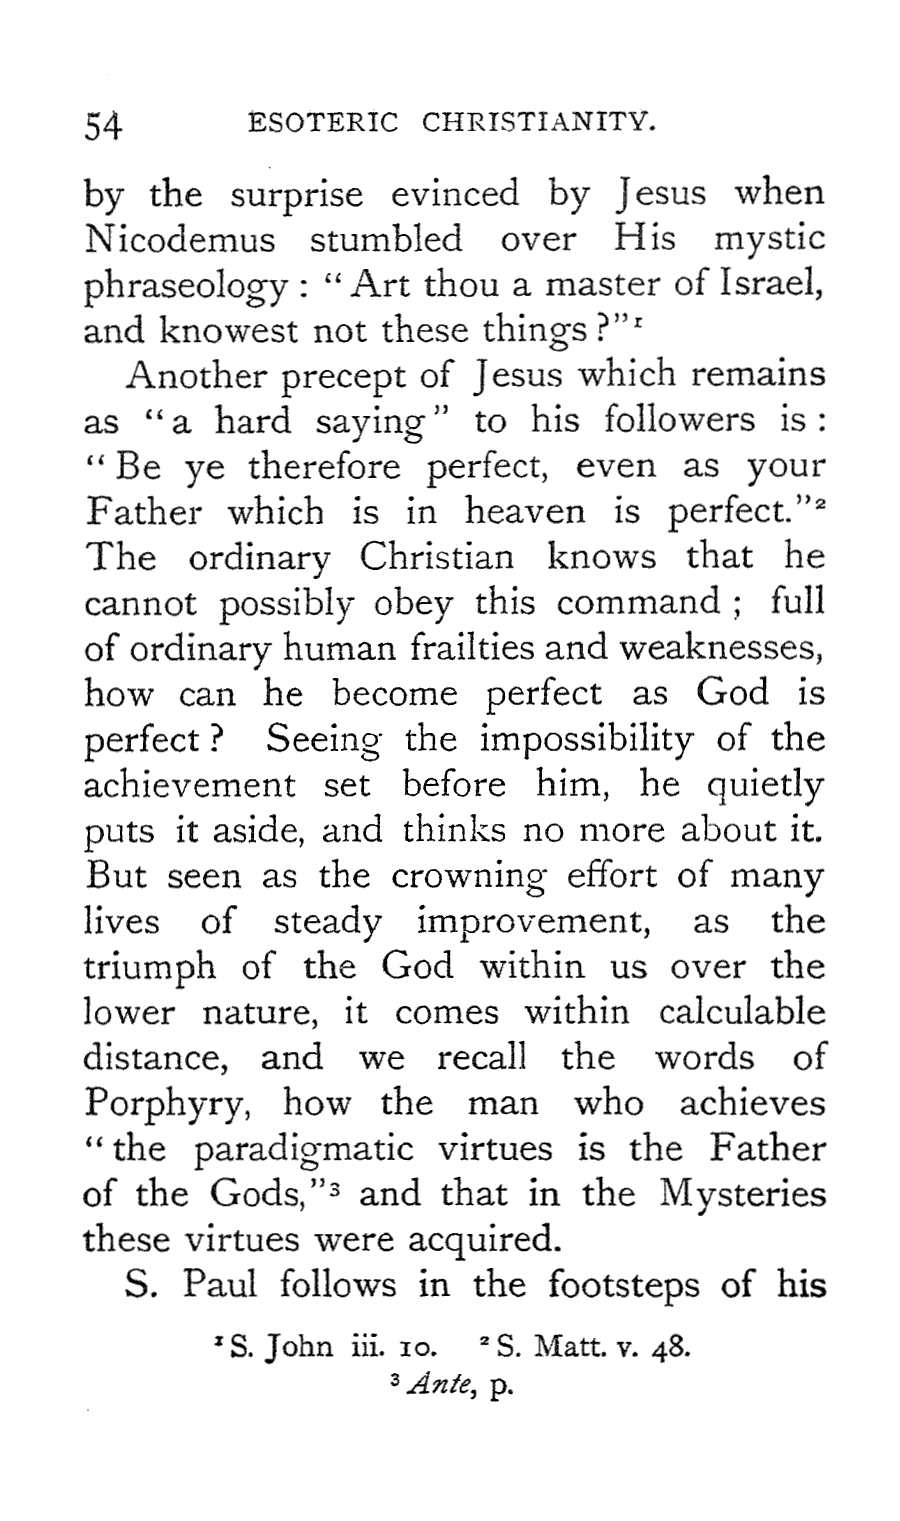 54 ESOTERIC CHRISTIANITY.
by the surprise evinced by Jesus when
Nicodemus stumbled over His mystic
phraseology : “ Art thou a master of Israel,
and knowest not these things ?”¹
Another precept of Jesus which remains
as “ a hard saying ” to his followers is :
“ Be ye therefore perfect, even as your
Father which is in heaven is perfect.”²
The ordinary Christian knows that he
cannot possibly obey this command ; full
of ordinary human frailties and weaknesses,
how can he become perfect as God is
perfect ? Seeing the impossibility of the
achievement set before him, he quietly
puts it aside, and thinks no more about it.
But seen as the crowning effort of many
lives of steady improvement, as the
triumph of the God within us over the
lower nature, it comes within calculable
distance, and we recall the words of
Porphyry, how the man who achieves
“ the paradigmatic virtues is the Father
of the Gods,”³ and that in the Mysteries
these virtues were acquired.
S. Paul follows in the footsteps of his
¹ S. John iii. 10. ² S. Matt. v. 48.
³ Ante, p.